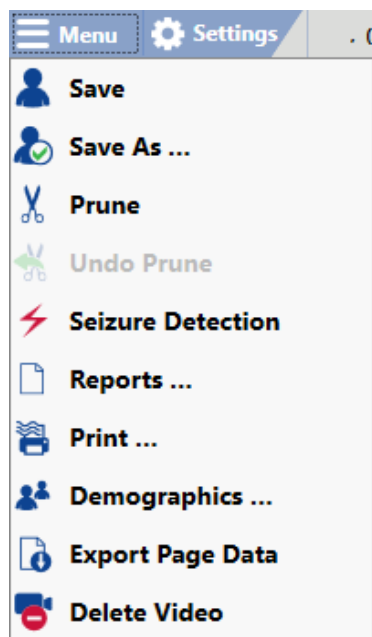 Menu Settings
Save
Save As ...
Prune
Undo Prune
Seizure Detection
Reports ...
Print ...
Demographics ...
Export Page Data
Delete Video